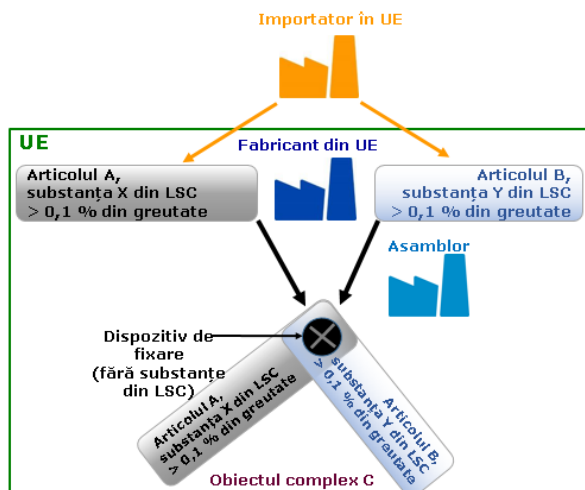 Importator în UE
UE
Fabricant din UE
Articolul A,
substanța X din LSC
> 0,1 % din greutate
Articolul B,
substanța Y din LSC
> 0,1 % din greutate
Asamblor
Dispozitiv de
fixare
(fără substanțe
din LSC)
Articolul A,
substanța X din LSC
> 0,1 % din greutate
Articolul B,
substanța Y din LSC
> 0,1 % din greutate
Obiectul complex C